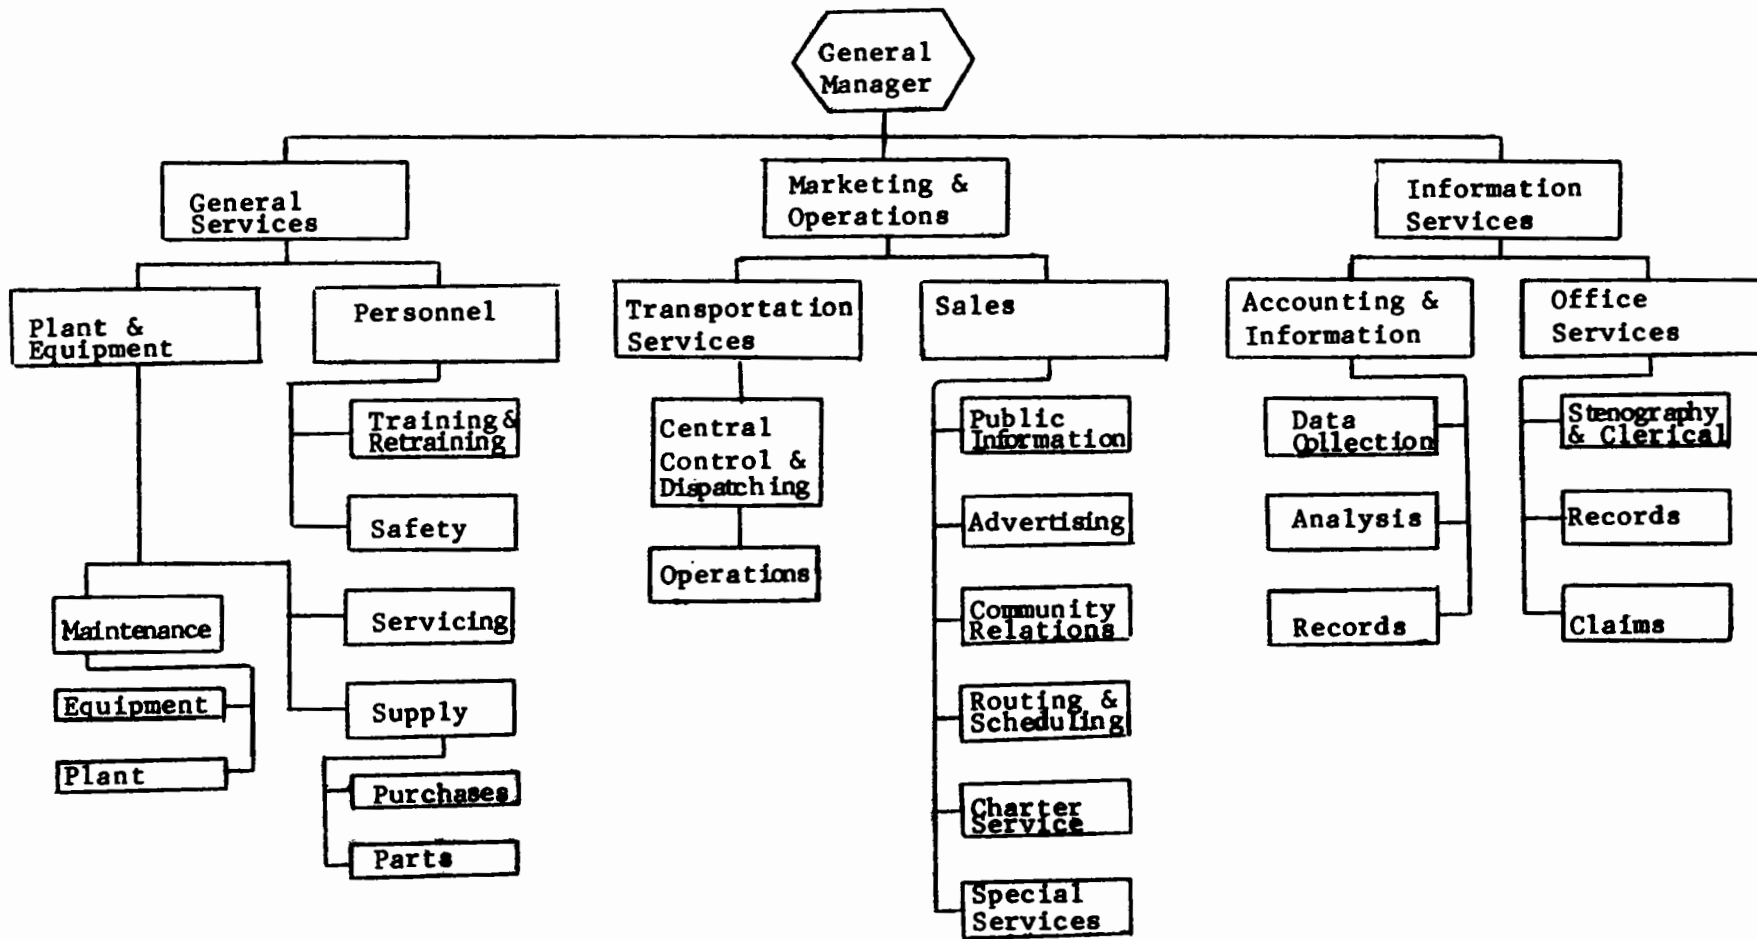 General
Manager
General
Services
Marketing &
Operations
Information
Services
Plant &
Equipment
Personnel
Transportation
Services
Sales
Accounting &
Information
Office
Services
Training &
Retraining
Safety
Servicing
Supply
Purchases
Parts
Maintenance
Equipment
Plant
Central
Control &
Dispatching
Operations
Public
Information
Advertising
Community
Relations
Routing &
Scheduling
Charter
Service
Special
Services
Data
Collection
Analysis
Records
Stenography
& Clerical
Records
Claims